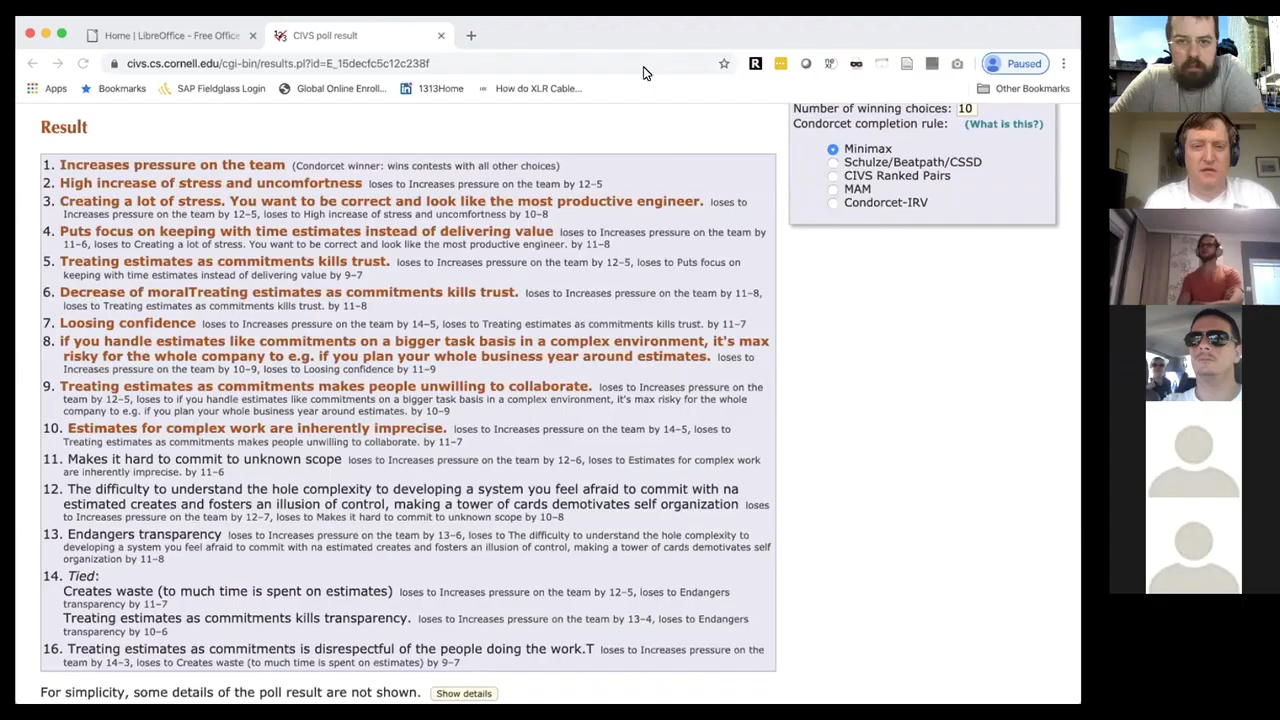 Home | LibreOffice - Free Office
CIVS poll result
civs.cs.cornell.edu/cgi-bin/results.pl?id=E_15decfc5c12c238f
Paused
Apps
Bookmarks
SAP Fieldglass Login
Global Online Enroll...
1313Home
How do XLR Cable...
Other Bookmarks
Result
1. Increases pressure on the team (Condorcet winner: wins contests with all other choices)
2. High increase of stress and uncomfortness loses to Increases pressure on the team by 12–5
3. Creating a lot of stress. You want to be correct and look like the most productive engineer. loses to
Increases pressure on the team by 12–5, loses to High increase of stress and uncomfortness by 10–8
4. Puts focus on keeping with time estimates instead of delivering value loses to Increases pressure on the team by
11–6, loses to Creating a lot of stress. You want to be correct and look like the most productive engineer. by 11–8
5. Treating estimates as commitments kills trust. loses to Increases pressure on the team by 12–5, loses to Puts focus on
keeping with time estimates instead of delivering value by 9–7
6. Decrease of moralTreating estimates as commitments kills trust. loses to Increases pressure on the team by 11–8,
loses to Treating estimates as commitments kills trust. by 11–8
7. Loosing confidence loses to Increases pressure on the team by 14–5, loses to Treating estimates as commitments kills trust. by 11–7
8. if you handle estimates like commitments on a bigger task basis in a complex environment, it's max
risky for the whole company to e.g. if you plan your whole business year around estimates. loses to
Increases pressure on the team by 10–9, loses to Loosing confidence by 11–9
9. Treating estimates as commitments makes people unwilling to collaborate. loses to Increases pressure on the
team by 12–5, loses to if you handle estimates like commitments on a bigger task basis in a complex environment, it's max risky for the whole
company to e.g. if you plan your whole business year around estimates. by 10–9
10. Estimates for complex work are inherently imprecise. loses to Increases pressure on the team by 14–5, loses to
Treating estimates as commitments makes people unwilling to collaborate. by 11–7
11. Makes it hard to commit to unknown scope loses to Increases pressure on the team by 12–6, loses to Estimates for complex work
are inherently imprecise. by 11–6
12. The difficulty to understand the hole complexity to developing a system you feel afraid to commit with na
estimated creates and fosters an illusion of control, making a tower of cards demotivates self organization loses
to Increases pressure on the team by 12–7, loses to Makes it hard to commit to unknown scope by 10–8
13. Endangers transparency loses to Increases pressure on the team by 13–6, loses to The difficulty to understand the hole complexity to
developing a system you feel afraid to commit with na estimated creates and fosters an illusion of control, making a tower of cards demotivates self
organization by 11–8
14. Tied:
Creates waste (to much time is spent on estimates) loses to Increases pressure on the team by 12–5, loses to Endangers
transparency by 11–7
Treating estimates as commitments kills transparency. loses to Increases pressure on the team by 13–4, loses to Endangers
transparency by 10–6
16. Treating estimates as commitments is disrespectful of the people doing the work.T loses to Increases pressure on the
team by 14–3, loses to Creates waste (to much time is spent on estimates) by 9–7
For simplicity, some details of the poll result are not shown. Show details
Number of winning choices: 10
Condorcet completion rule: (What is this?)
Minimax
Schulze/Beatpath/CSSD
CIVS Ranked Pairs
MAM
Condorcet-IRV